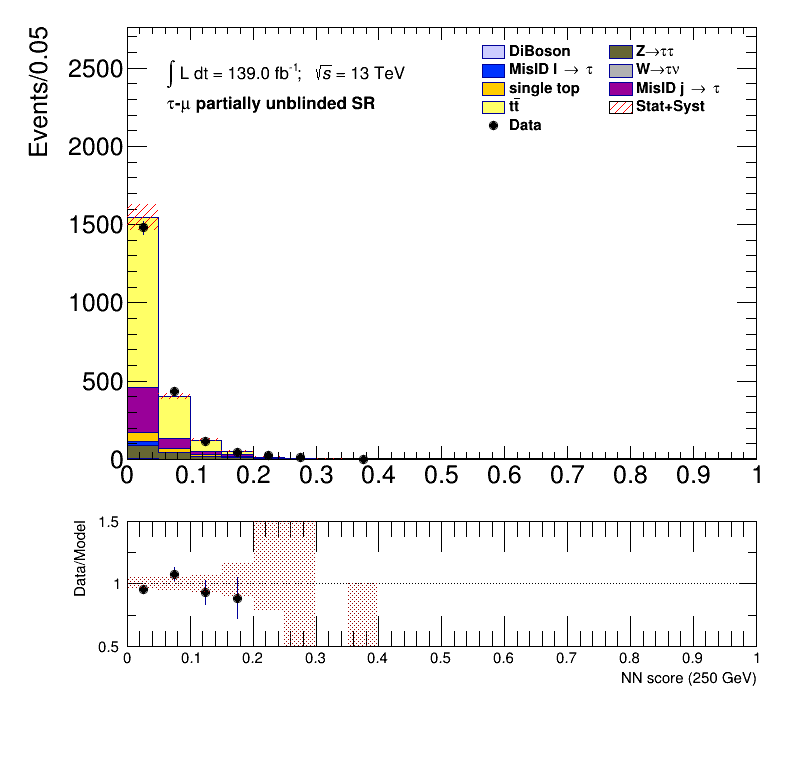 Events/0.05
2500
2000
1500
1000
500
0
∫ L dt = 139.0 fb⁻¹; √s = 13 TeV
τ-μ partially unblinded SR
DiBoson
MisID l → τ
single top
tt̄
Data
Z→ττ
W→τν
MisID j → τ
Stat+Syst
0 0.1 0.2 0.3 0.4 0.5 0.6 0.7 0.8 0.9 1
Data/Model
1.5
1
0.5
0 0.1 0.2 0.3 0.4 0.5 0.6 0.7 0.8 0.9 1
NN score (250 GeV)